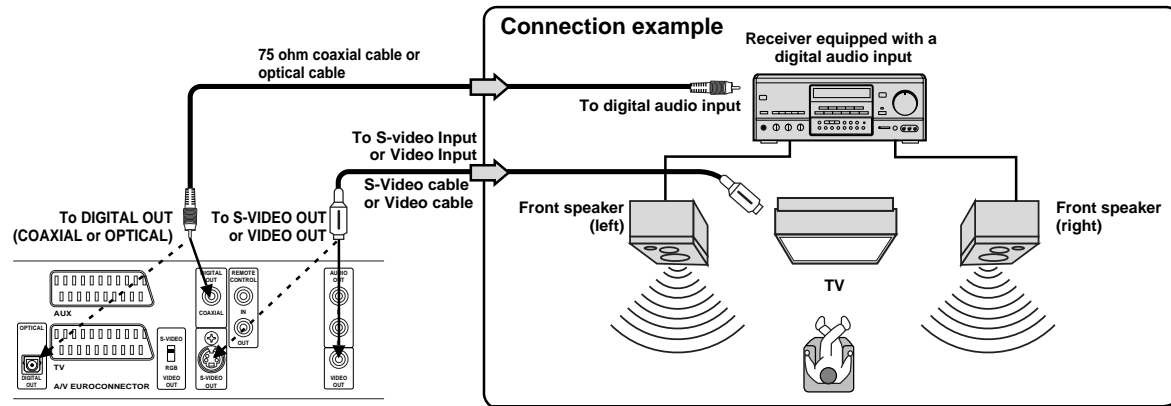 Connection example
Receiver equipped with a
digital audio input
75 ohm coaxial cable or
optical cable
To digital audio input
To S-video Input
or Video Input
S-Video cable
or Video cable
To DIGITAL OUT
(COAXIAL or OPTICAL)
To S-VIDEO OUT
or VIDEO OUT
Front speaker
(left)
Front speaker
(right)
TV
DIGITAL
OUT
COAXIAL
REMOTE
CONTROL
IN
OUT
AUDIO
OUT
AUX
OPTICAL
DIGITAL
OUT
TV
A/V EUROCONNECTOR
S-VIDEO
RGB
VIDEO
OUT
S-VIDEO
OUT
VIDEO
OUT